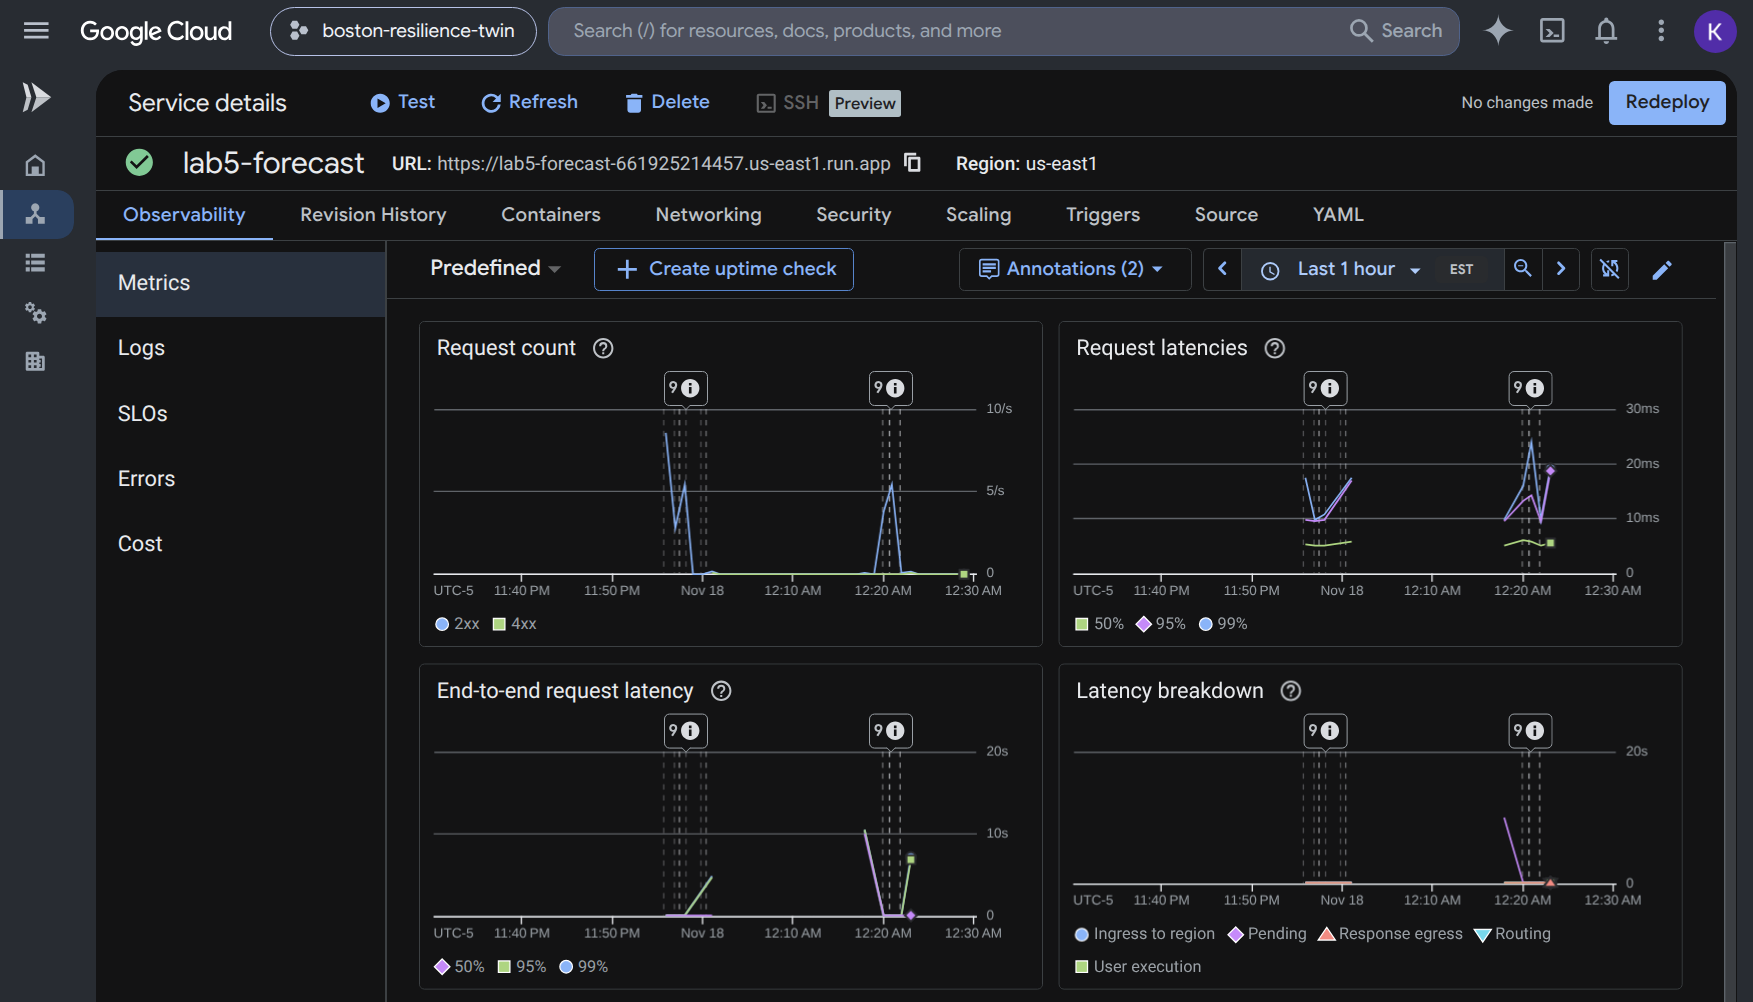 Google Cloud
boston-resilience-twin
Search (/) for resources, docs, products, and more
Search
K
Service details
Test
Refresh
Delete
SSH
Preview
No changes made
Redeploy
lab5-forecast
URL: https://lab5-forecast-661925214457.us-east1.run.app
Region: us-east1
Observability
Revision History
Containers
Networking
Security
Scaling
Triggers
Source
YAML
Metrics
Logs
SLOs
Errors
Cost
Predefined
Create uptime check
Annotations (2)
Last 1 hour
EST
Request count
9
9
10/s
5/s
0
UTC-5 11:40 PM 11:50 PM Nov 18 12:10 AM 12:20 AM 12:30 AM
2xx 4xx
Request latencies
9
9
30ms
20ms
10ms
0
UTC-5 11:40 PM 11:50 PM Nov 18 12:10 AM 12:20 AM 12:30 AM
50% 95% 99%
End-to-end request latency
9
9
20s
10s
0
UTC-5 11:40 PM 11:50 PM Nov 18 12:10 AM 12:20 AM 12:30 AM
50% 95% 99%
Latency breakdown
9
9
20s
0
UTC-5 11:40 PM 11:50 PM Nov 18 12:10 AM 12:20 AM 12:30 AM
Ingress to region Pending Response egress Routing
User execution